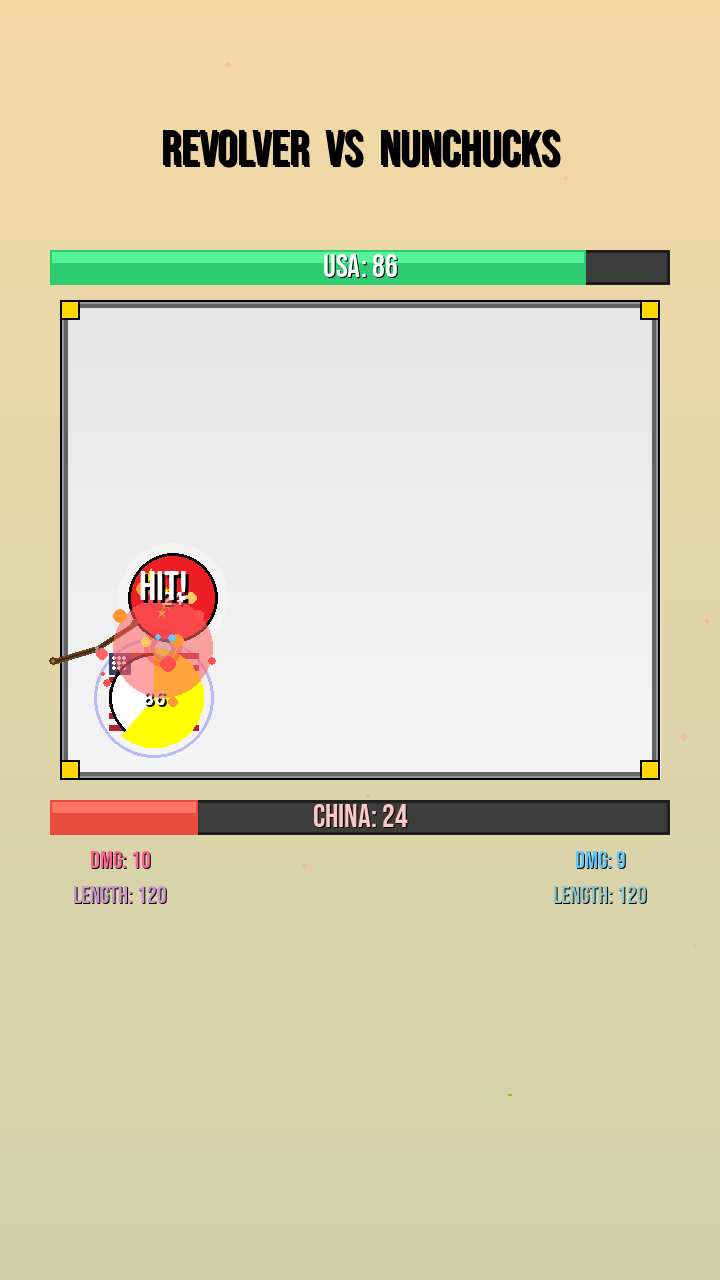 REVOLVER VS NUNCHUCKS
USA: 86
HIT!
86
CHINA: 24
DMG: 10
DMG: 9
LENGTH: 120
LENGTH: 120